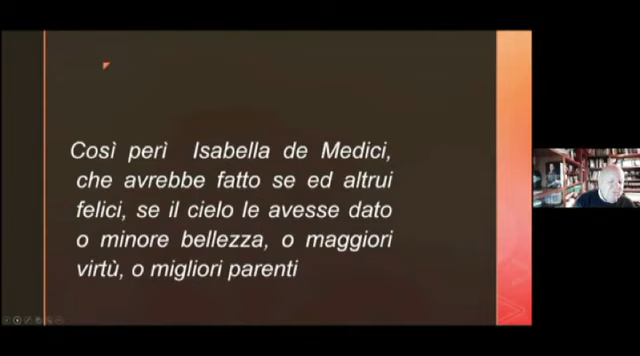 Così perì Isabella de Medici,
che avrebbe fatto se ed altrui
felici, se il cielo le avesse dato
o minore bellezza, o maggiori
virtù, o migliori parenti